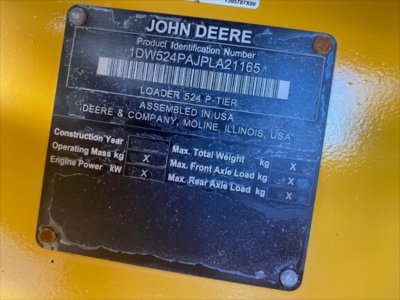 JOHN DEERE
Product Identification Number
*1DW524PAJPLA21165*
LOADER 524 P-TIER
ASSEMBLED IN USA
DEERE & COMPANY, MOLINE, ILLINOIS, USA
Construction Year
Operating Mass kg X
Engine Power kW X
Max. Total Weight kg X
Max. Front Axle Load kg X
Max. Rear Axle Load kg X